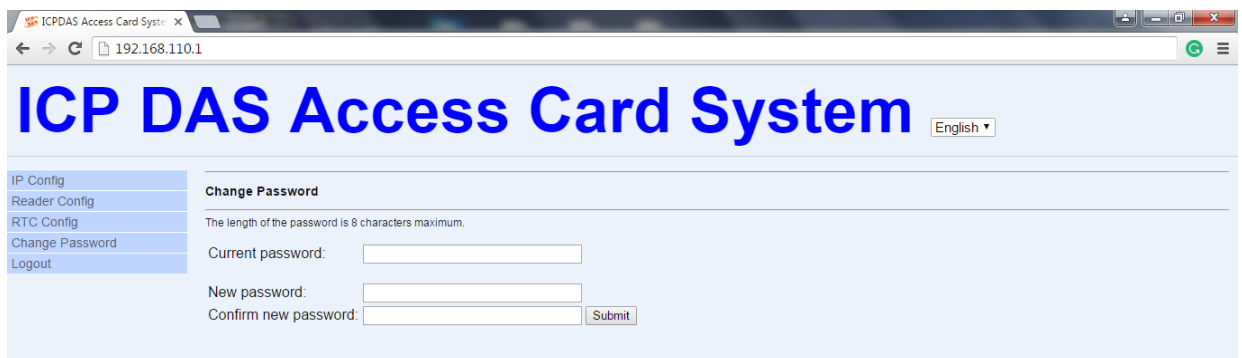 ICPDAS Access Card Syste
192.168.110.1
ICP DAS Access Card System
English
IP Config
Reader Config
RTC Config
Change Password
Logout
Change Password
The length of the password is 8 characters maximum.
Current password:
New password:
Confirm new password:
Submit